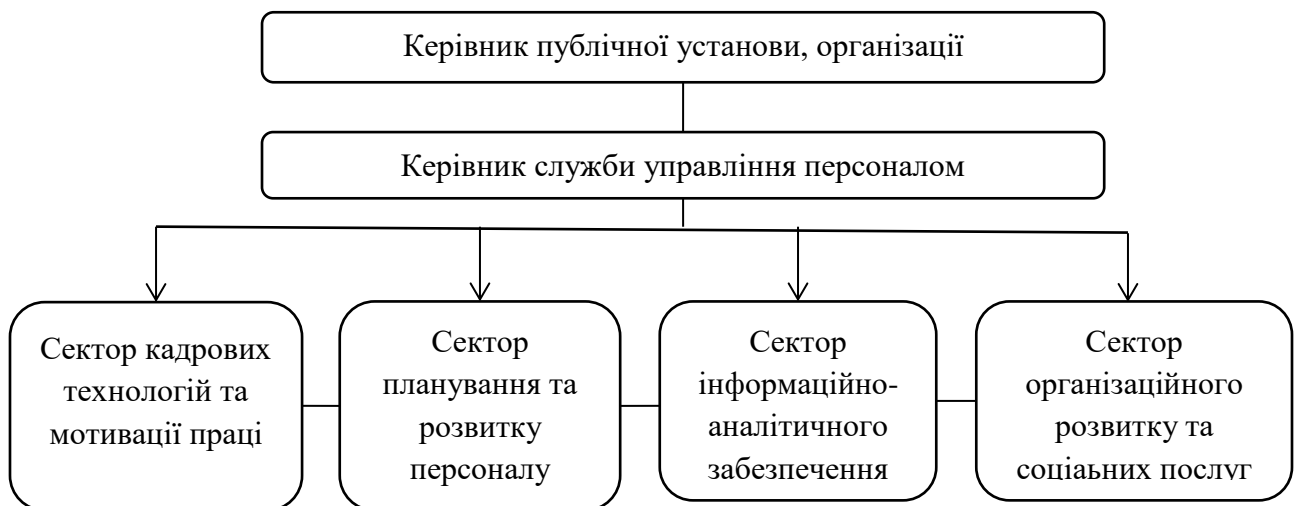 Керівник публічної установи, організації
Керівник служби управління персоналом
Сектор кадрових
технологій та
мотивації праці
Сектор
планування та
розвитку
персоналу
Сектор
інформаційно-
аналітичного
забезпечення
Сектор
організаційного
розвитку та
соціаьних послуг